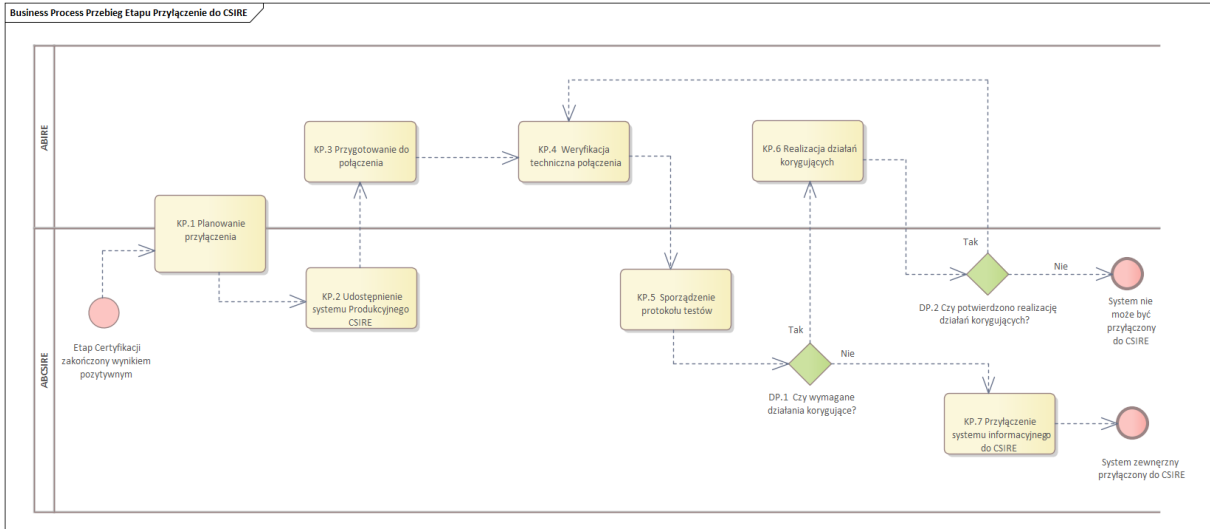 Business Process Przebieg Etapu Przyłączenie do CSIRE
ABIRE
KP.3 Przygotowanie do
połączenia
KP.4 Weryfikacja
techniczna połączenia
KP.6 Realizacja działań
korygujących
KP.1 Planowanie
przyłączenia
ABCSIRE
Etap Certyfikacji
zakończony wynikiem
pozytywnym
KP.2 Udostępnienie
systemu Produkcyjnego
CSIRE
KP.5 Sporządzenie
protokołu testów
Tak
Nie
DP.1 Czy wymagane
działania korygujące?
Tak
Nie
DP.2 Czy potwierdzono realizację
działań korygujących?
System nie
może być
przyłączony
do CSIRE
KP.7 Przyłączenie
systemu informacyjnego
do CSIRE
System zewnęrzny
przyłączony do CSIRE